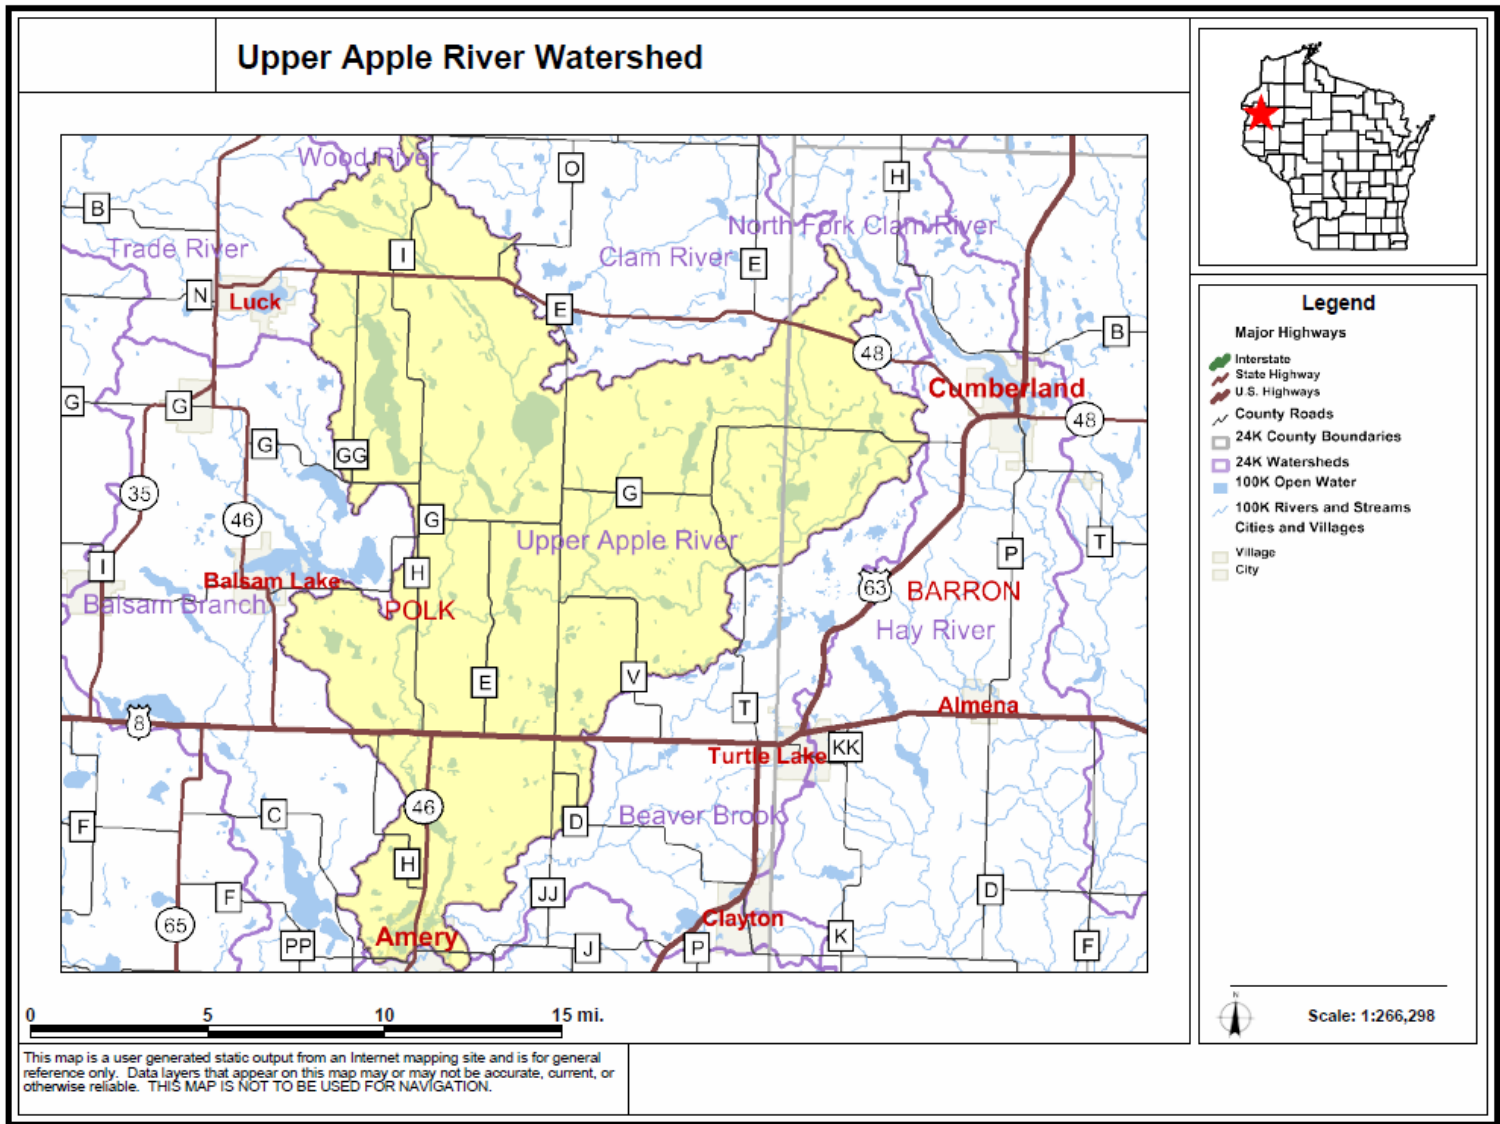 Upper Apple River Watershed
Wood River
O
H
B
Trade River
North Fork Clam River
I
Clam River
E
N
Luck
E
B
48
Cumberland
G
G
48
G
GG
35
G
46
G
Upper Apple River
P
T
I
H
Balsam Lake
63
BARRON
Balsam Branch
POLK
Hay River
V
E
T
Almena
8
Turtle Lake
KK
46
C
Beaver Brook
F
D
H
D
JJ
F
65
Clayton
Amery
K
PP
J
P
F
0 5 10 15 mi.
This map is a user generated static output from an Internet mapping site and is for general
reference only. Data layers that appear on this map may or may not be accurate, current, or
otherwise reliable. THIS MAP IS NOT TO BE USED FOR NAVIGATION.
Legend
Major Highways
Interstate
State Highway
U.S. Highways
County Roads
24K County Boundaries
24K Watersheds
100K Open Water
100K Rivers and Streams
Cities and Villages
Village
City
N
Scale: 1:266,298